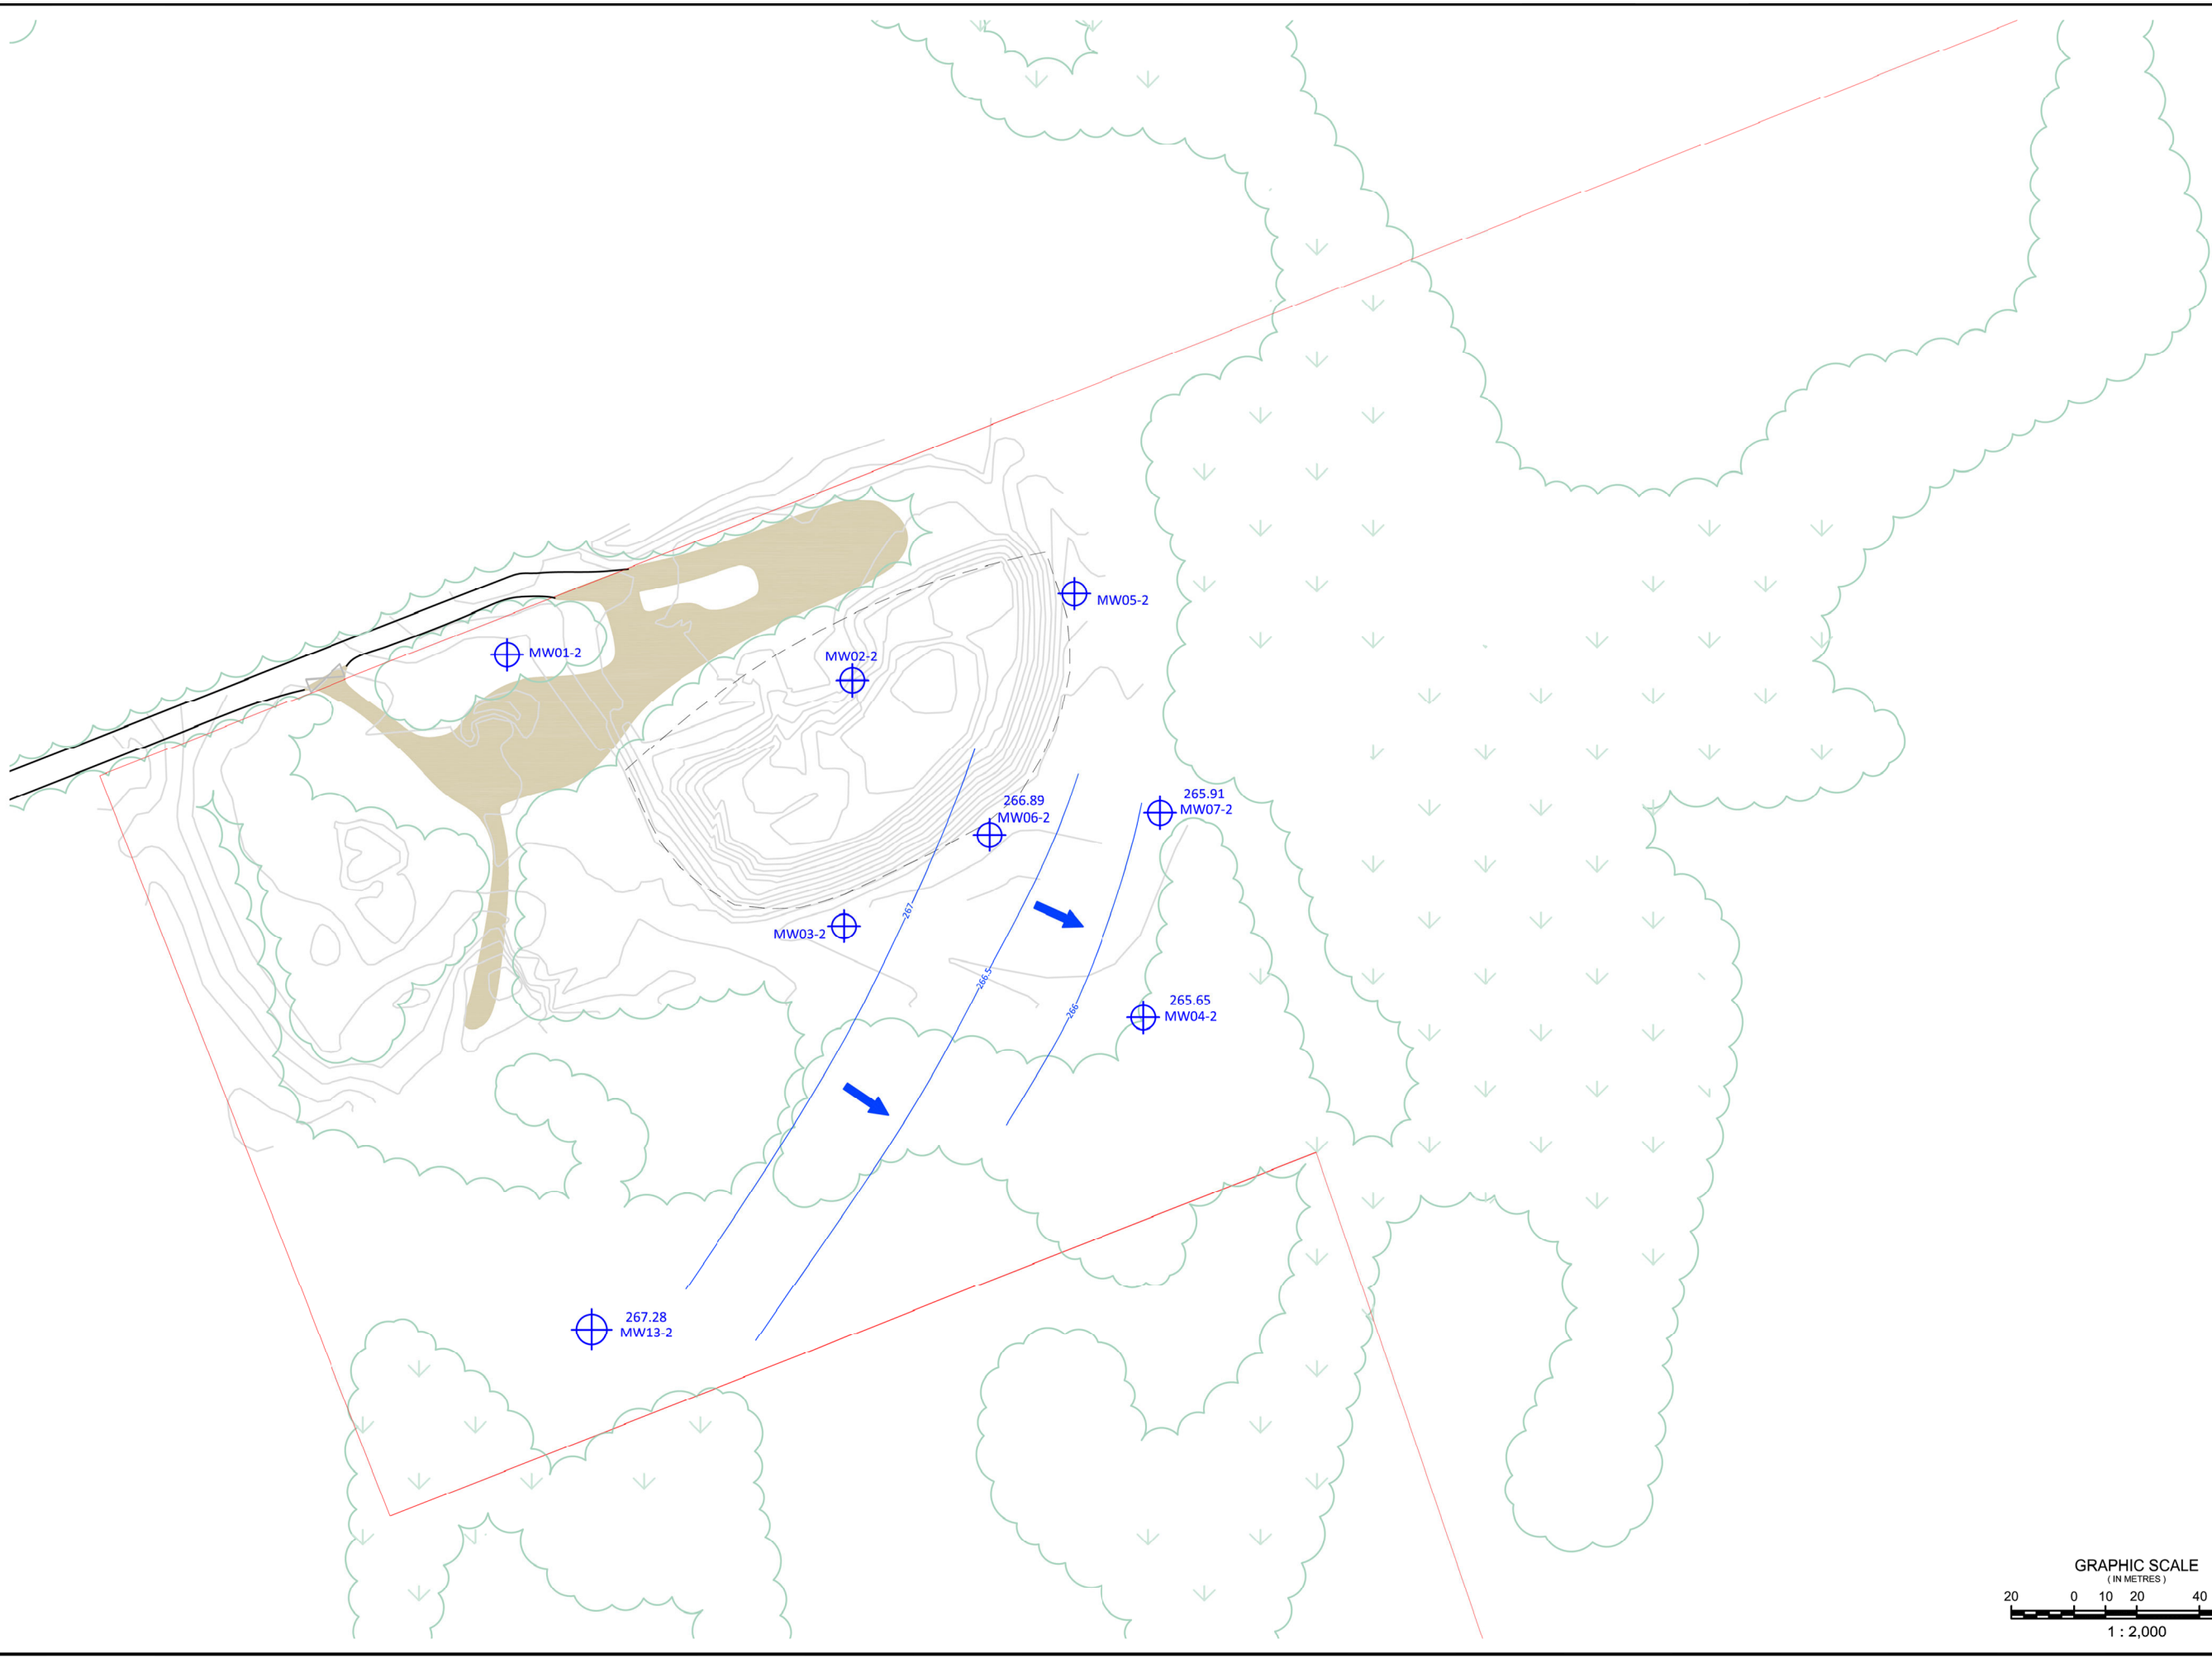 MW05-2
MW01-2
MW02-2
266.89
MW06-2
265.91
MW07-2
267
MW03-2
266.5
266
265.65
MW04-2
267.28
MW13-2
GRAPHIC SCALE
( IN METRES )
20 0 10 20 40
1 : 2,000